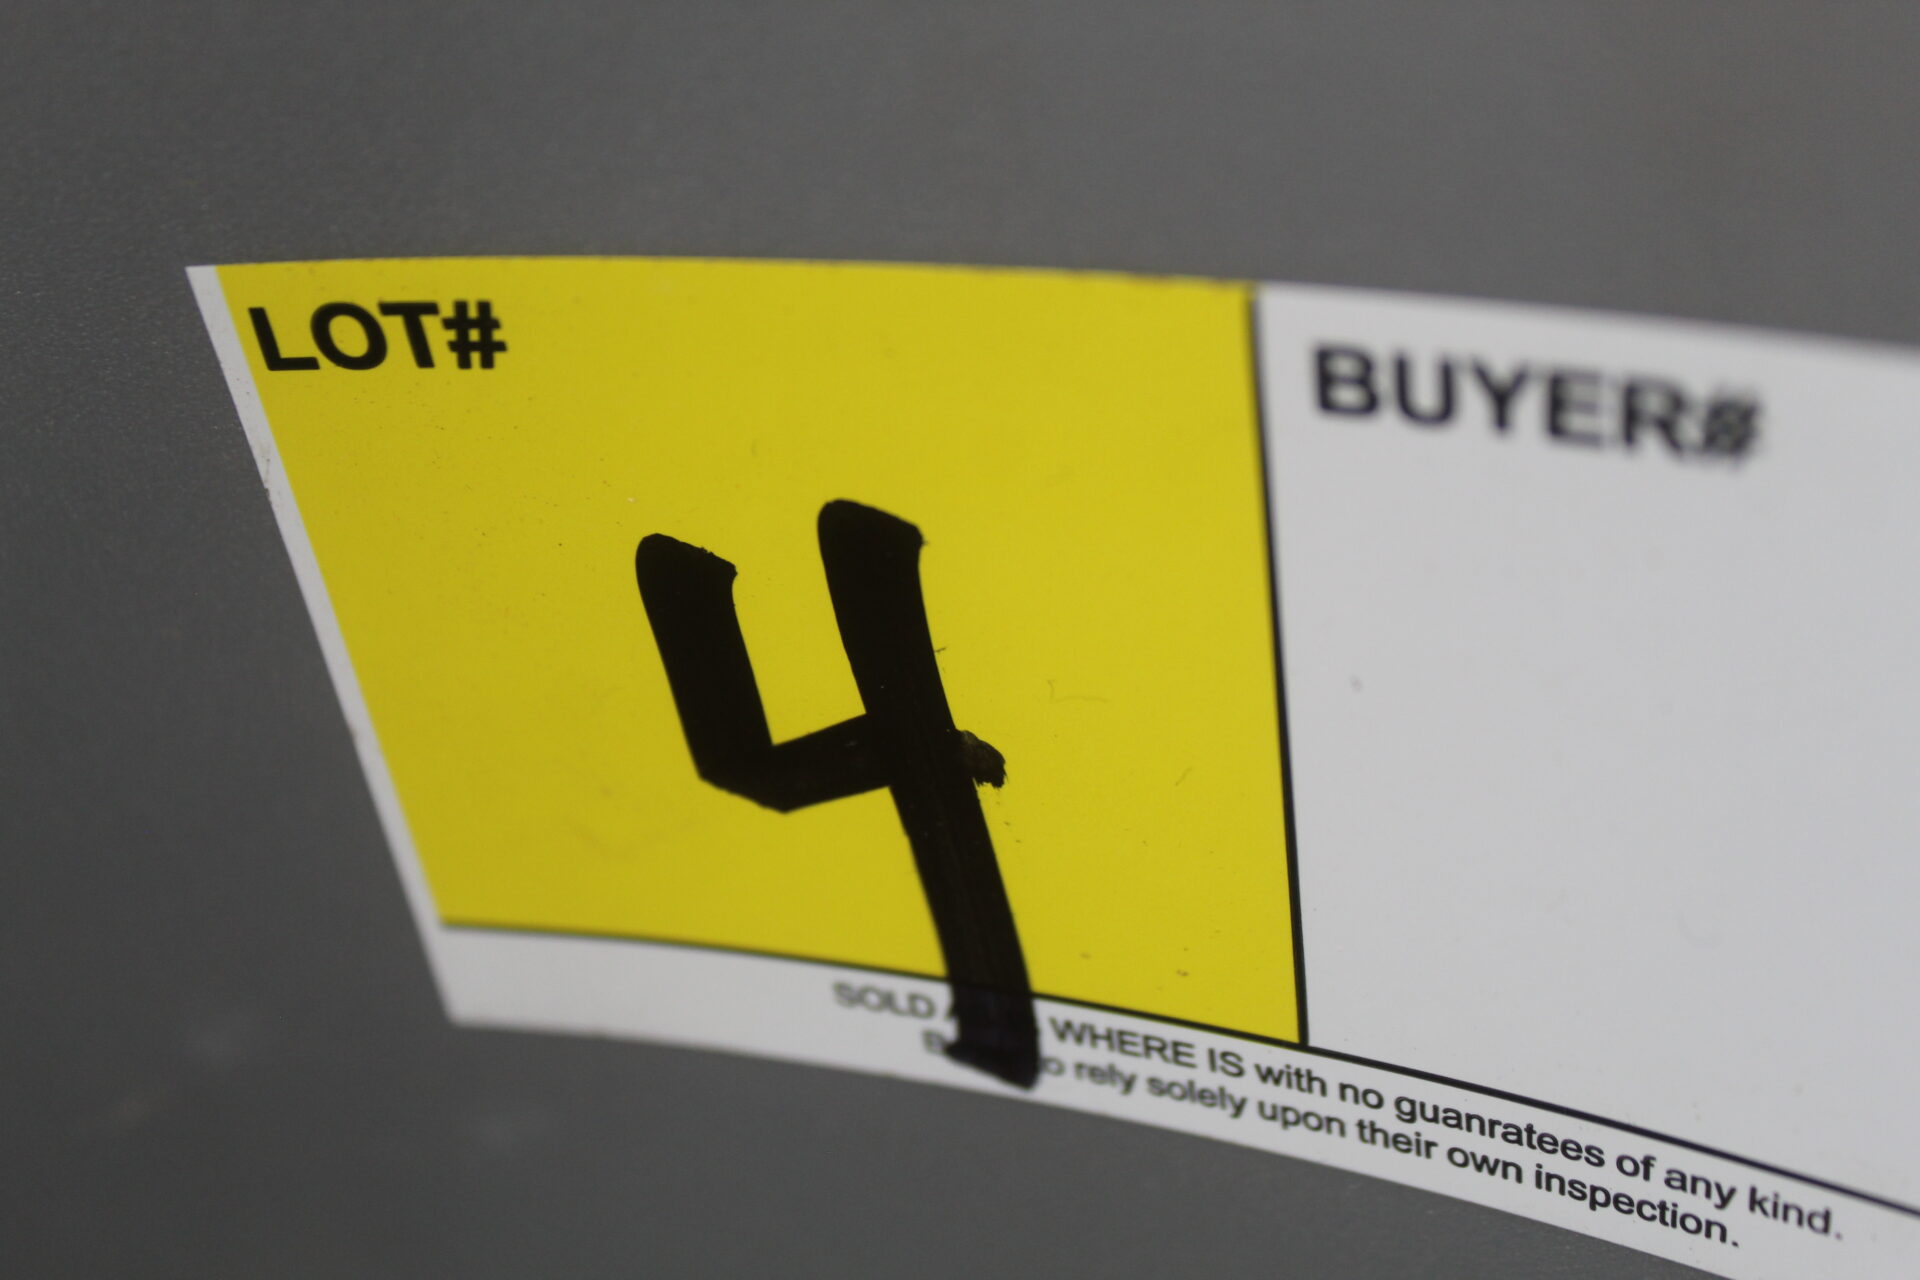 LOT#
BUYER#
4
SOLD WHERE IS with no guanratees of any kind.
rely solely upon their own inspection.